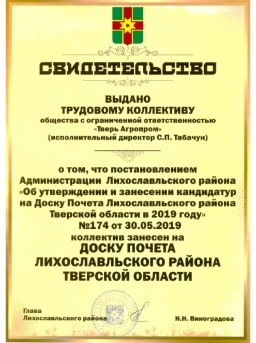 СВИДЕТЕЛЬСТВО
ВЫДАНО
ТРУДОВОМУ КОЛЛЕКТИВУ
общества с ограниченной ответственностью
«Тверь Агропром»
(исполнительный директор С.П. Табачун)
о том, что постановлением
Администрации Лихославльского района
«Об утверждении и занесении кандидатур
на Доску Почета Лихославльского района
Тверской области в 2019 году»
№174 от 30.05.2019
коллектив занесен на
ДОСКУ ПОЧЕТА
ЛИХОСЛАВЛЬСКОГО РАЙОНА
ТВЕРСКОЙ ОБЛАСТИ
Глава
Лихославльского района
Н.Н. Виноградова